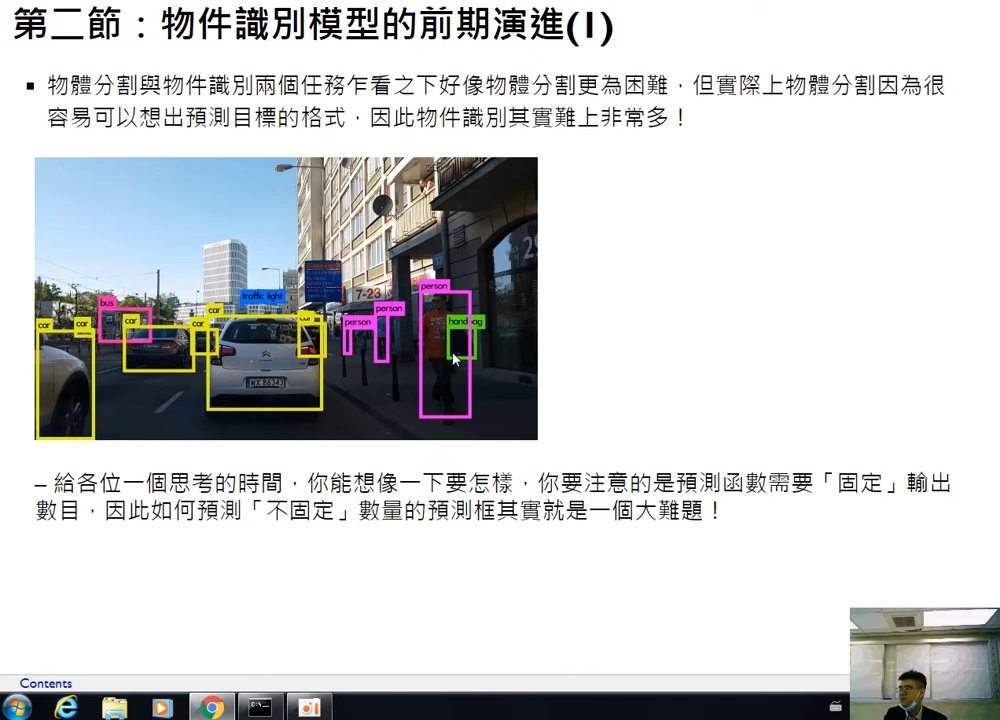 第二節：物件識別模型的前期演進(1)
▪ 物體分割與物件識別兩個任務乍看之下好像物體分割更為困難，但實際上物體分割因為很
容易可以想出預測目標的格式，因此物件識別其實難上非常多！
bus
traffic light
car
car
car
car
car
person
person
person
handbag
7-23
WX 86343
– 給各位一個思考的時間，你能想像一下要怎樣，你要注意的是預測函數需要「固定」輸出
數目，因此如何預測「不固定」數量的預測框其實就是一個大難題！
Contents